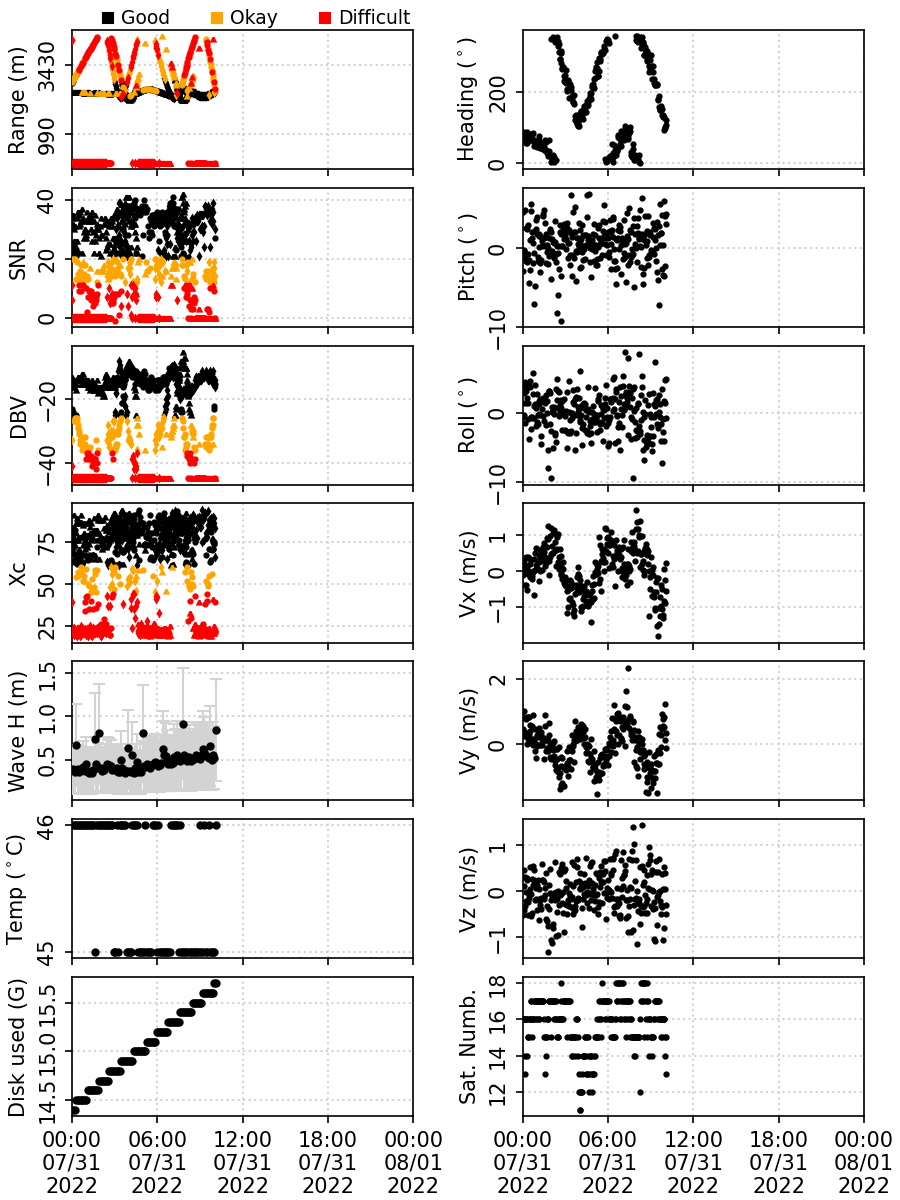 Good Okay Difficult
Range (m)
3430
990
Heading (°)
200
0
SNR
40
20
0
Pitch (°)
0
−10
DBV
−20
−40
Roll (°)
0
−10
Xc
75
50
25
Vx (m/s)
1
0
−1
Wave H (m)
1.5
1.0
0.5
Vy (m/s)
2
0
Temp (°C)
46
45
Vz (m/s)
1
0
−1
Disk used (G)
15.5
15.0
14.5
Sat. Numb.
18
16
14
12
00:00 06:00 12:00 18:00 00:00
07/31 07/31 07/31 07/31 08/01
2022 2022 2022 2022 2022
00:00 06:00 12:00 18:00 00:00
07/31 07/31 07/31 07/31 08/01
2022 2022 2022 2022 2022